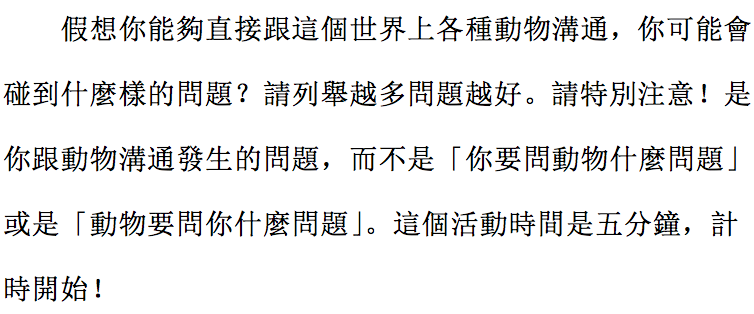 假想你能夠直接跟這個世界上各種動物溝通，你可能會
碰到什麼樣的問題？請列舉越多問題越好。請特別注意！是
你跟動物溝通發生的問題，而不是「你要問動物什麼問題」
或是「動物要問你什麼問題」。這個活動時間是五分鐘，計
時開始！